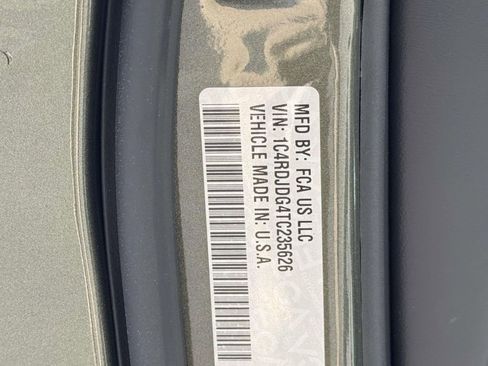 MFD BY: FCA US LLC
VIN: 1C4RDJDG4TC235626
VEHICLE MADE IN: U.S.A.